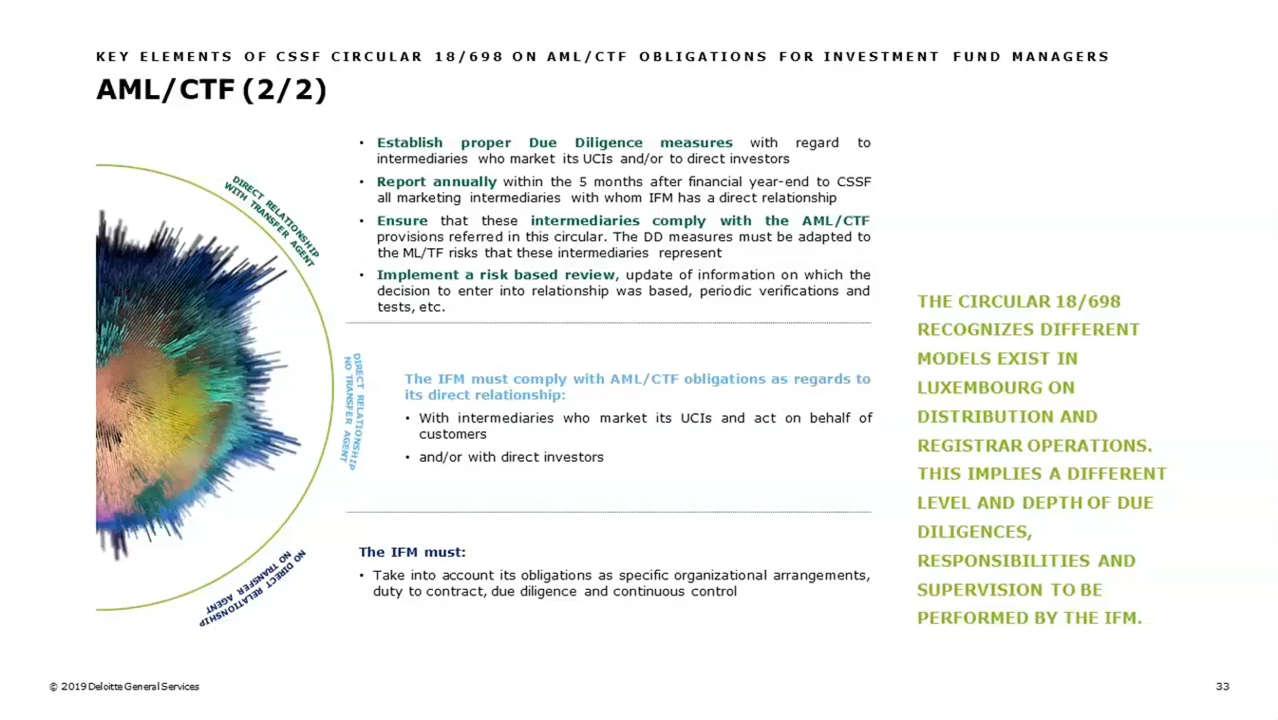 KEY ELEMENTS OF CSSF CIRCULAR 18/698 ON AML/CTF OBLIGATIONS FOR INVESTMENT FUND MANAGERS
AML/CTF (2/2)
DIRECT RELATIONSHIP
WITH TRANSFER AGENT
• Establish proper Due Diligence measures with regard to
intermediaries who market its UCIs and/or to direct investors
• Report annually within the 5 months after financial year-end to CSSF
all marketing intermediaries with whom IFM has a direct relationship
• Ensure that these intermediaries comply with the AML/CTF
provisions referred in this circular. The DD measures must be adapted to
the ML/TF risks that these intermediaries represent
• Implement a risk based review, update of information on which the
decision to enter into relationship was based, periodic verifications and
tests, etc.
DIRECT RELATIONSHIP
NO TRANSFER AGENT
The IFM must comply with AML/CTF obligations as regards to
its direct relationship:
• With intermediaries who market its UCIs and act on behalf of
customers
• and/or with direct investors
NO DIRECT RELATIONSHIP
NO TRANSFER
AGENT
The IFM must:
• Take into account its obligations as specific organizational arrangements,
duty to contract, due diligence and continuous control
THE CIRCULAR 18/698
RECOGNIZES DIFFERENT
MODELS EXIST IN
LUXEMBOURG ON
DISTRIBUTION AND
REGISTRAR OPERATIONS.
THIS IMPLIES A DIFFERENT
LEVEL AND DEPTH OF DUE
DILIGENCES,
RESPONSIBILITIES AND
SUPERVISION TO BE
PERFORMED BY THE IFM.
© 2019 Deloitte General Services
33